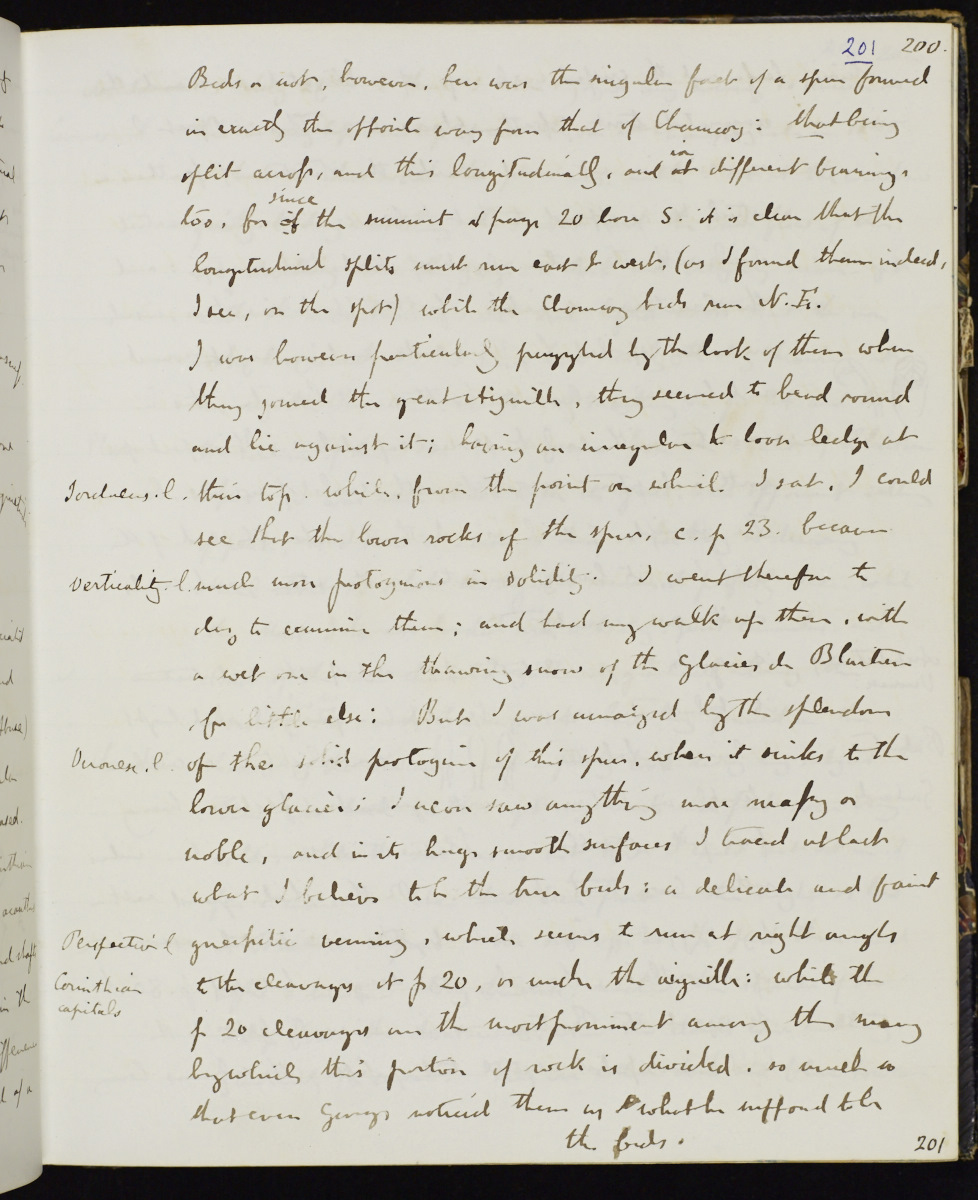 201 200.
Beds or not, however, here was the singular fact of a spur formed
in exactly the opposite way from that of Chamouny: that being
split across, and this longitudinally, and in at different bearings
too, for since if the summit at page 20 bore S. it is clear that the
longitudinal splits must run east & west. (as I found them indeed,
I see, on the spot) while the Chamouny beds run N.E.
I was however particularly puzzled by the look of them when
they joined the great Aiguille, they seemed to bend round
and lie against it; having an irregular loose ledge at
their top. while, from the point on which I sat, I could
see that the lower rocks of the spur, c. p 23. became
Verticality. l. much more protoginous in solidity. I went therefore to
day to examine them; and had my walk up there, with
a wet one in the thawing snow of the Glacier de Blaitiere
for little else: But I was amazed by the splendour
Veronese. l. of the solid protogine of this spur, when it sinks to the
lower glacier; I never saw anything more massy or
noble, and in its huge smooth surfaces I traced at last
what I believe to be the true beds: a delicate and faint
Perfection l gneissitic veining, which seems to run at right angles
Corinthian capitals
to the cleavages at p 20, or under the aiguille: while the
p 20 cleavages are the most prominent among the many
by which this portion of rock is divided. so much so
that even Georges noticed them as what he supposed to be
the beds.
201